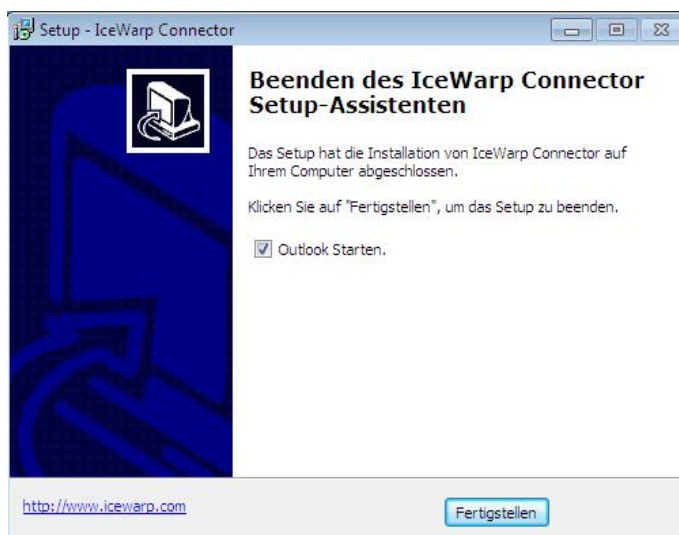 Setup - IceWarp Connector
Beenden des IceWarp Connector
Setup-Assistenten
Das Setup hat die Installation von IceWarp Connector auf
Ihrem Computer abgeschlossen.
Klicken Sie auf "Fertigstellen", um das Setup zu beenden.
Outlook Starten.
http://www.icewarp.com
Fertigstellen